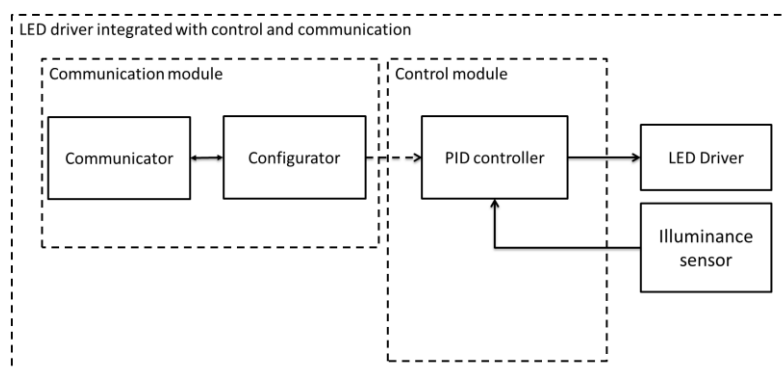 LED driver integrated with control and communication
Communication module
Control module
Communicator
Configurator
PID controller
LED Driver
Illuminance
sensor